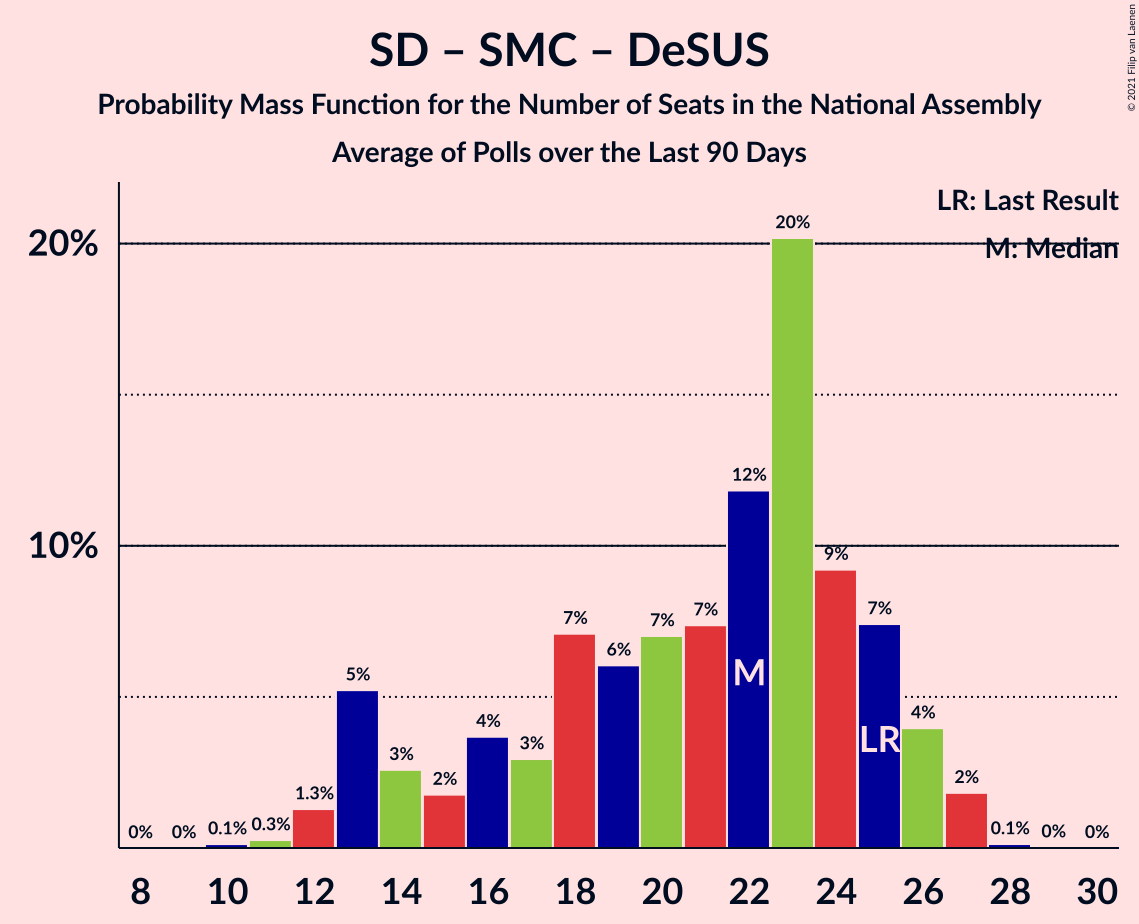 SD – SMC – DeSUS
Probability Mass Function for the Number of Seats in the National Assembly
Average of Polls over the Last 90 Days
© 2021 Filip van Laenen
LR: Last Result
M: Median
20%
10%
0%
0%
0.1%
0.3%
1.3%
5%
3%
2%
4%
3%
7%
6%
7%
7%
12%
20%
9%
7%
4%
2%
0.1%
0%
0%
M
LR
8 10 12 14 16 18 20 22 24 26 28 30